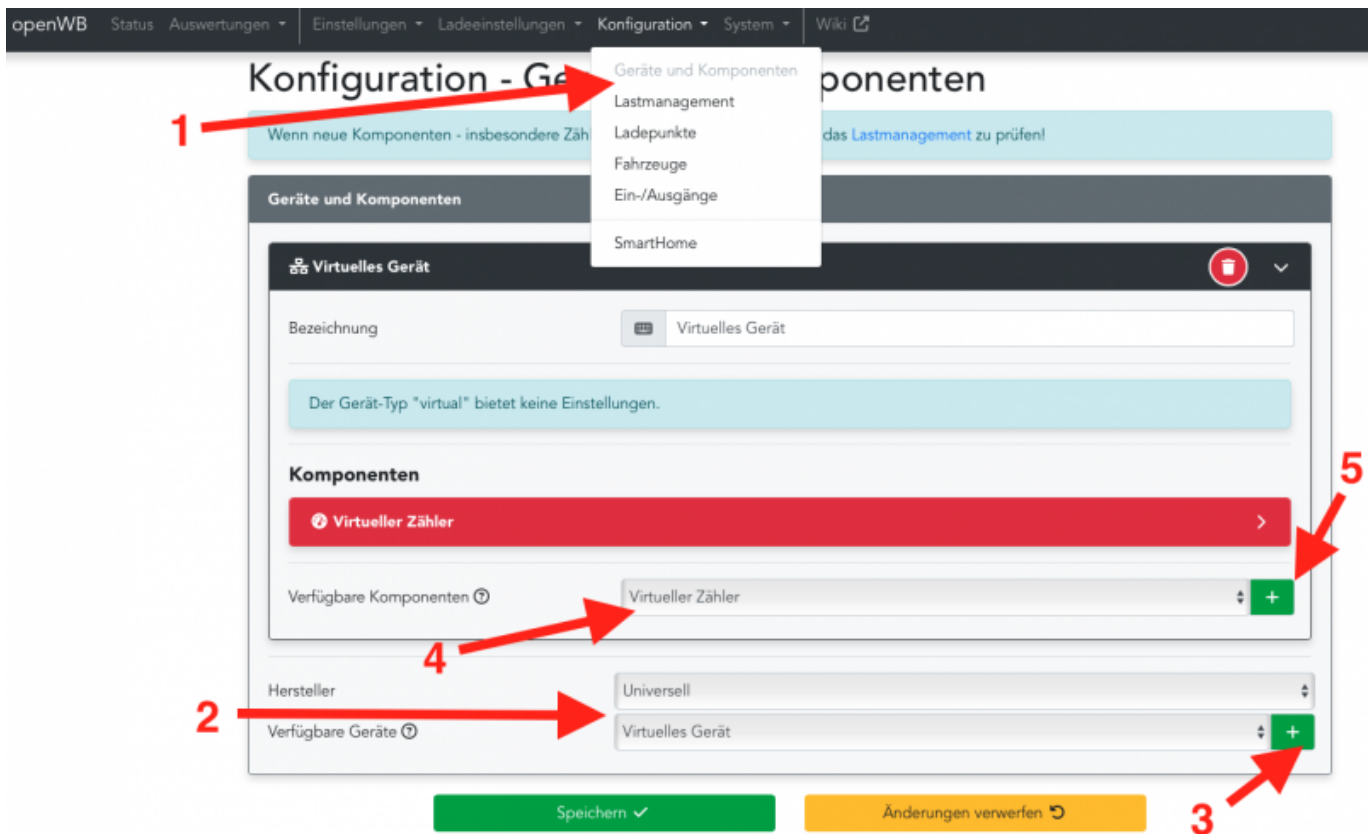 openWB Status Auswertungen Einstellungen Ladeeinstellungen Konfiguration System Wiki
Konfiguration - Ge ponenten
Geräte und Komponenten
Lastmanagement
Ladepunkte
Fahrzeuge
Ein-/Ausgänge
SmartHome
1
Wenn neue Komponenten - insbesondere Zäh das Lastmanagement zu prüfen!
Geräte und Komponenten
Virtuelles Gerät
Bezeichnung Virtuelles Gerät
Der Gerät-Typ "virtual" bietet keine Einstellungen.
Komponenten
5
Virtueller Zähler
Verfügbare Komponenten Virtueller Zähler +
4
Hersteller Universell
2
Verfügbare Geräte Virtuelles Gerät +
3
Speichern Änderungen verwerfen